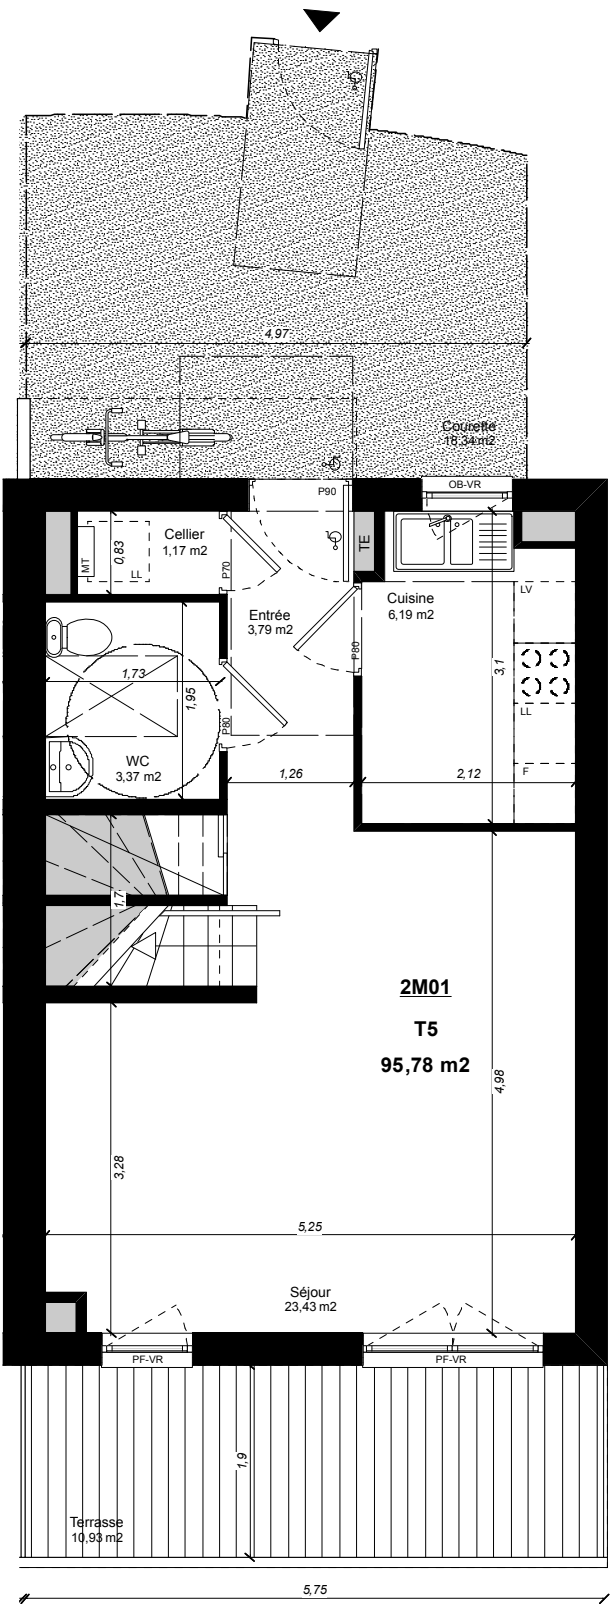 4,97
Courette
18,34 m2
P90
OB-VR
Cellier
1,17 m2
0,83
MT
LL
P70
TE
Entrée
3,79 m2
Cuisine
6,19 m2
LV
P80
3,1
1,73
1,95
P80
LL
WC
3,37 m2
F
1,26
2,12
1,7
2M01
T5
95,78 m2
4,98
3,28
5,25
Séjour
23,43 m2
PF-VR
PF-VR
1,9
Terrasse
10,93 m2
5,75